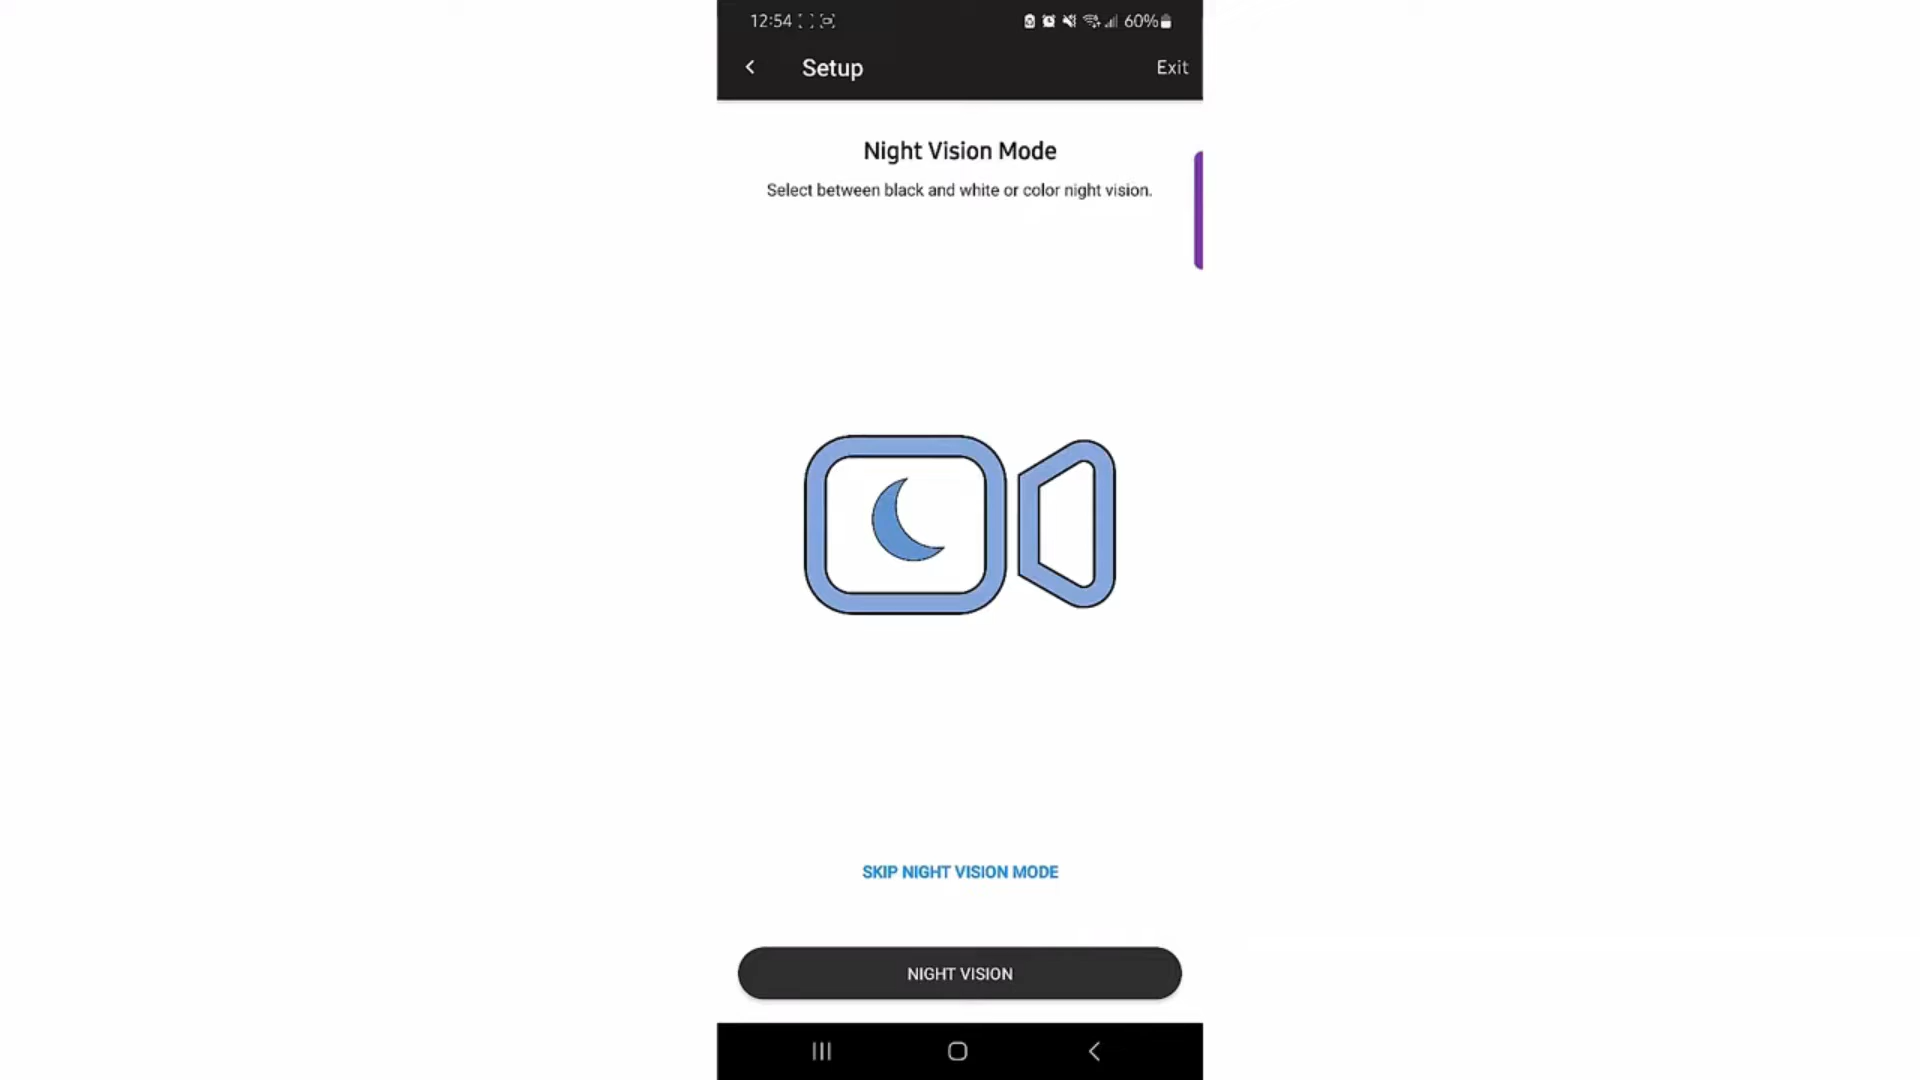 12:54 60%
Setup Exit
Night Vision Mode
Select between black and white or color night vision.
SKIP NIGHT VISION MODE
NIGHT VISION